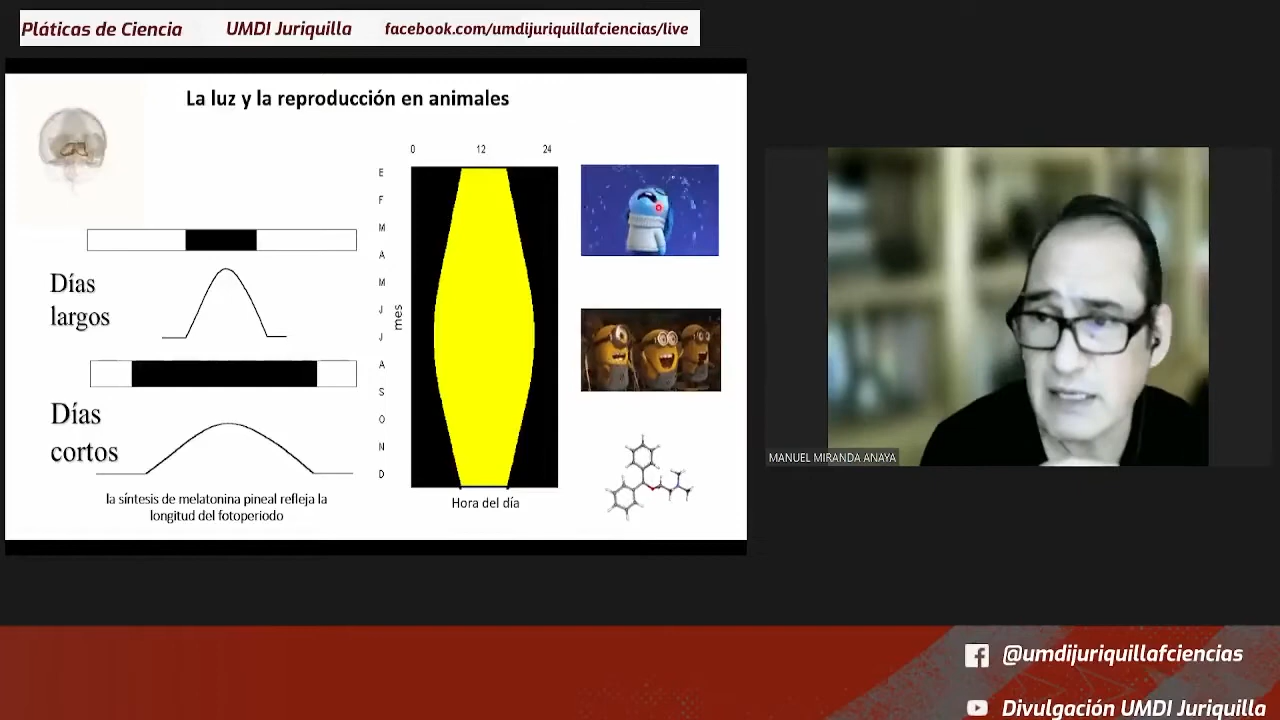 Pláticas de Ciencia
UMDI Juriquilla
facebook.com/umdijuriquillafciencias/live
La luz y la reproducción en animales
0
12
24
E
F
M
A
M
J
J
A
S
O
N
D
mes
Hora del día
Días
largos
Días
cortos
la síntesis de melatonina pineal refleja la
longitud del fotoperiodo
MANUEL MIRANDA ANAYA
@umdijuriquillafciencias
Divulgación UMDI Juriquilla